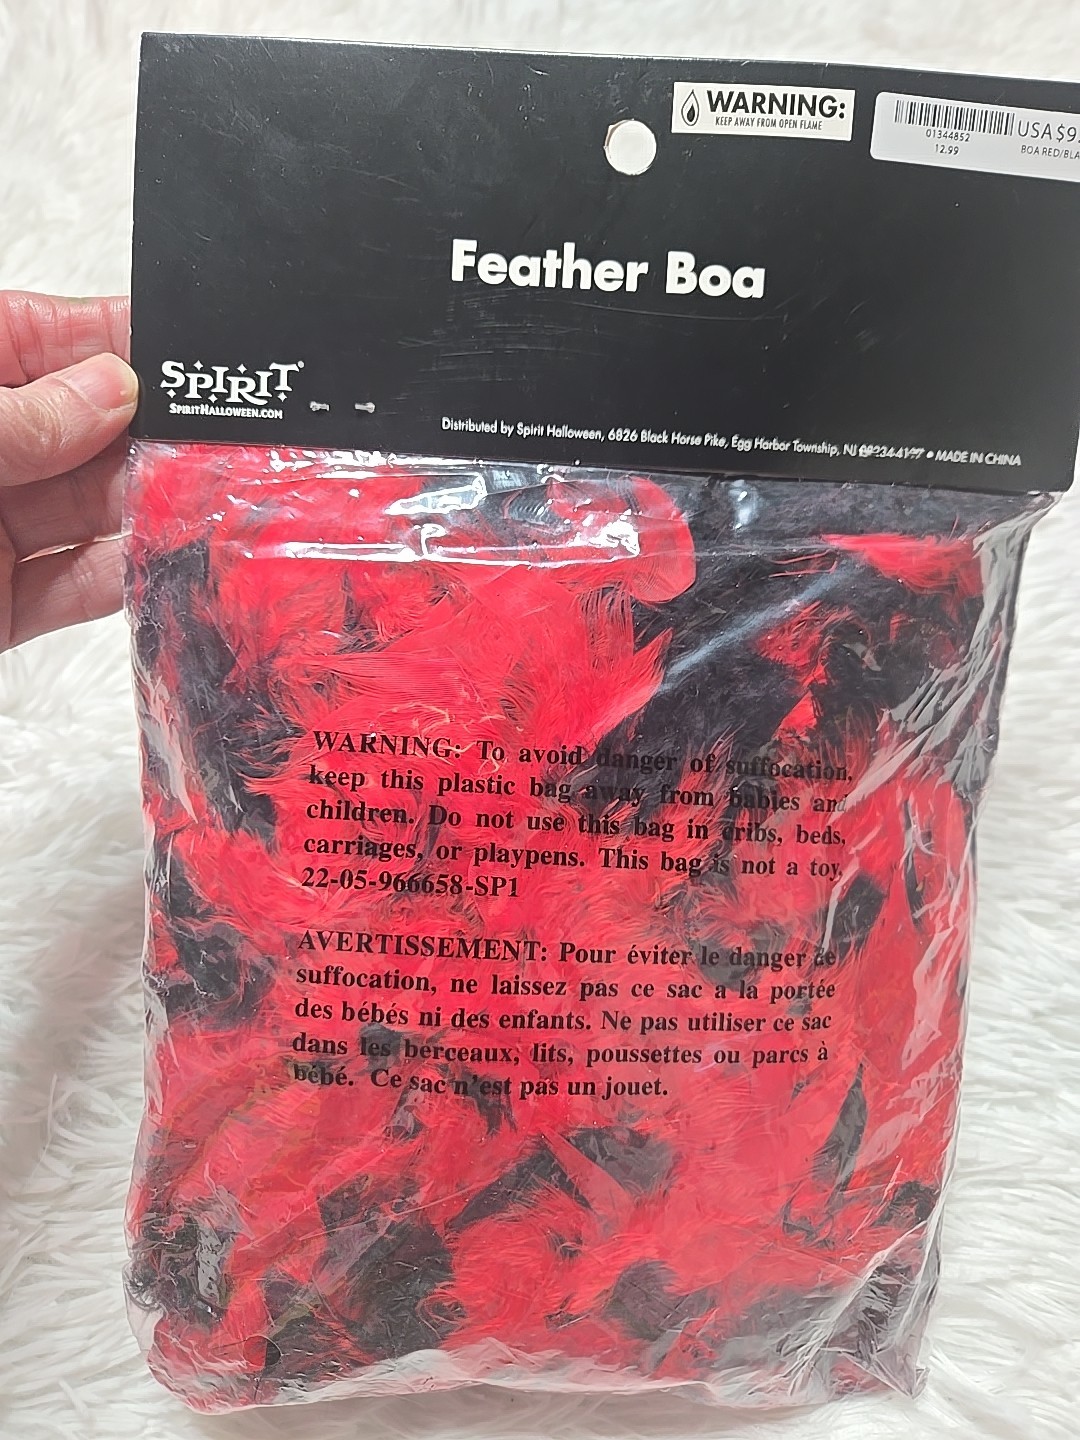 WARNING:
KEEP AWAY FROM OPEN FLAME
USA $9.
01344852
12.99
BOA RED/BLA
Feather Boa
SPIRIT®
SPIRITHALLOWEEN.COM
Distributed by Spirit Halloween, 6826 Black Horse Pike, Egg Harbor Township, NJ • MADE IN CHINA
WARNING: To avoid danger of suffocation,
keep this plastic bag away from babies and
children. Do not use this bag in cribs, beds,
carriages, or playpens. This bag is not a toy.
22-05-966658-SP1
AVERTISSEMENT: Pour éviter le danger de
suffocation, ne laissez pas ce sac a la portée
des bébés ni des enfants. Ne pas utiliser ce sac
dans les berceaux, lits, poussettes ou parcs à
bébé. Ce sac n'est pas un jouet.